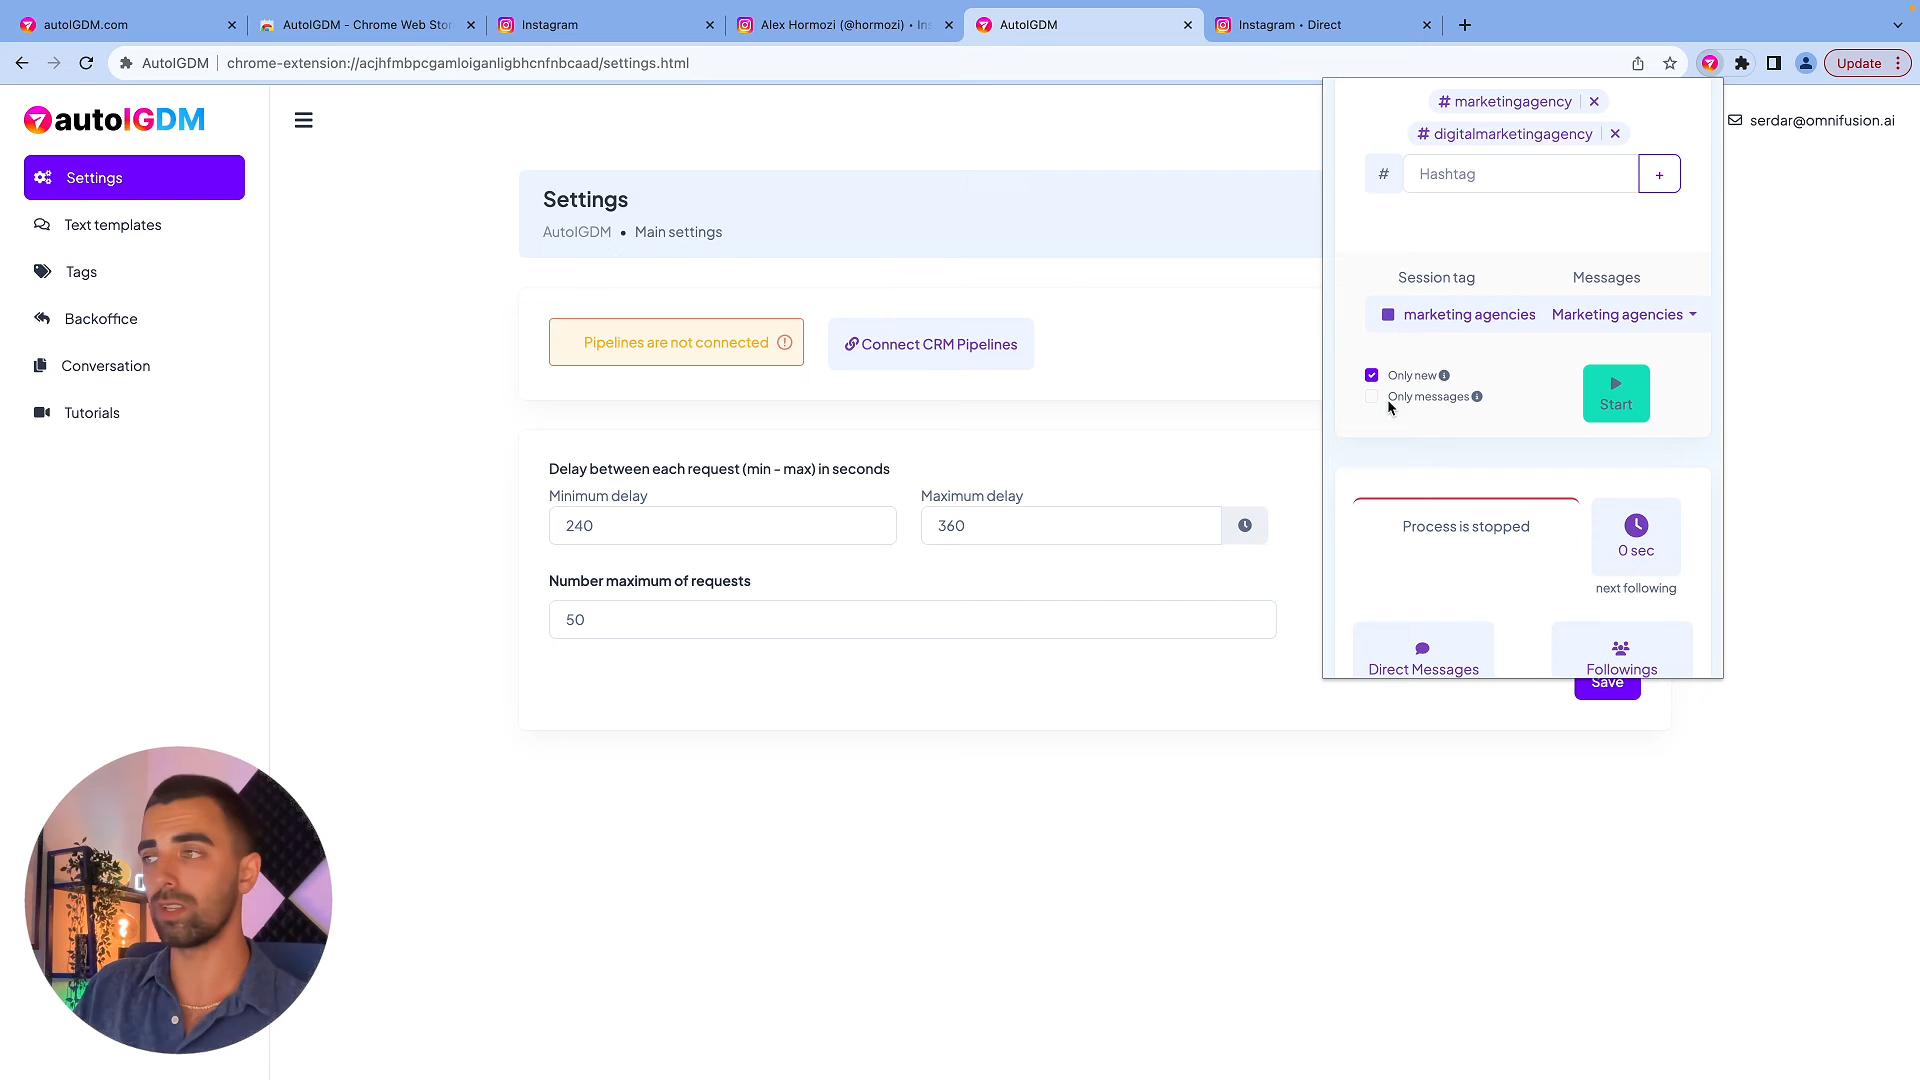 autoIGDM.com
AutoIGDM - Chrome Web Stor
Instagram
Alex Hormozi (@hormozi) • Ins
AutoIGDM
Instagram • Direct
AutoIGDM
chrome-extension://acjhfmbpcgamloiganligbhcnfnbcaad/settings.html
Update
autoIGDM
Settings
Text templates
Tags
Backoffice
Conversation
Tutorials
serdar@omnifusion.ai
Settings
AutoIGDM • Main settings
Pipelines are not connected
Connect CRM Pipelines
Delay between each request (min - max) in seconds
Minimum delay
Maximum delay
240
360
Number maximum of requests
50
Save
# marketingagency
# digitalmarketingagency
# Hashtag +
Session tag
Messages
marketing agencies
Marketing agencies
Only new
Only messages
Start
Process is stopped
0 sec
next following
Direct Messages
Followings